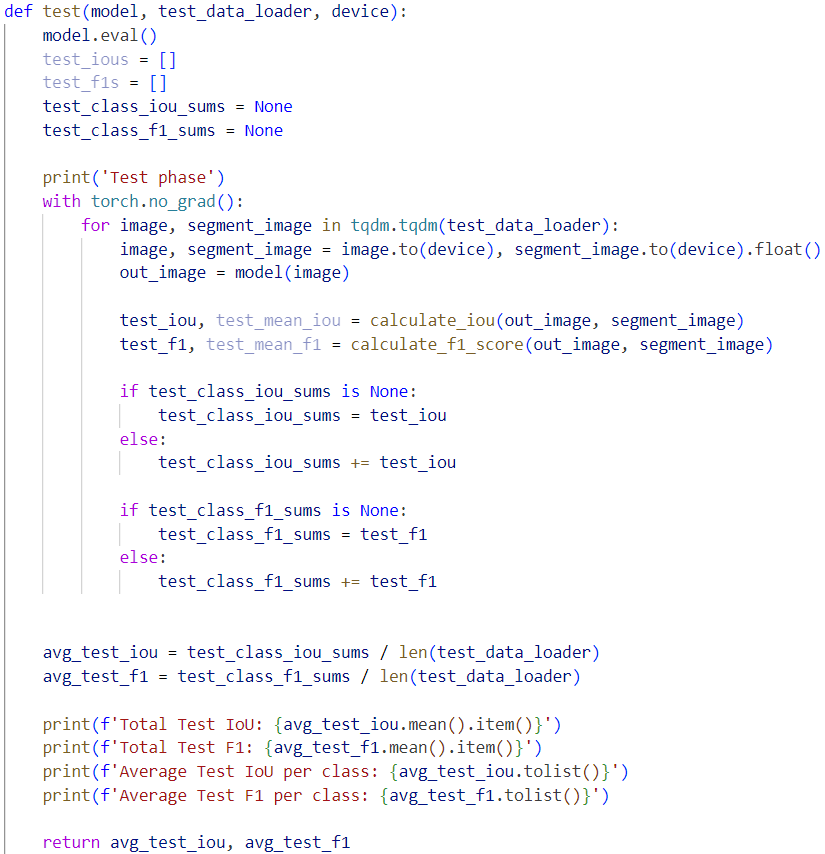 def test(model, test_data_loader, device):
    model.eval()
    test_ious = []
    test_f1s = []
    test_class_iou_sums = None
    test_class_f1_sums = None

    print('Test phase')
    with torch.no_grad():
        for image, segment_image in tqdm.tqdm(test_data_loader):
            image, segment_image = image.to(device), segment_image.to(device).float()
            out_image = model(image)

            test_iou, test_mean_iou = calculate_iou(out_image, segment_image)
            test_f1, test_mean_f1 = calculate_f1_score(out_image, segment_image)

            if test_class_iou_sums is None:
                test_class_iou_sums = test_iou
            else:
                test_class_iou_sums += test_iou

            if test_class_f1_sums is None:
                test_class_f1_sums = test_f1
            else:
                test_class_f1_sums += test_f1


    avg_test_iou = test_class_iou_sums / len(test_data_loader)
    avg_test_f1 = test_class_f1_sums / len(test_data_loader)

    print(f'Total Test IoU: {avg_test_iou.mean().item()}')
    print(f'Total Test F1: {avg_test_f1.mean().item()}')
    print(f'Average Test IoU per class: {avg_test_iou.tolist()}')
    print(f'Average Test F1 per class: {avg_test_f1.tolist()}')

    return avg_test_iou, avg_test_f1